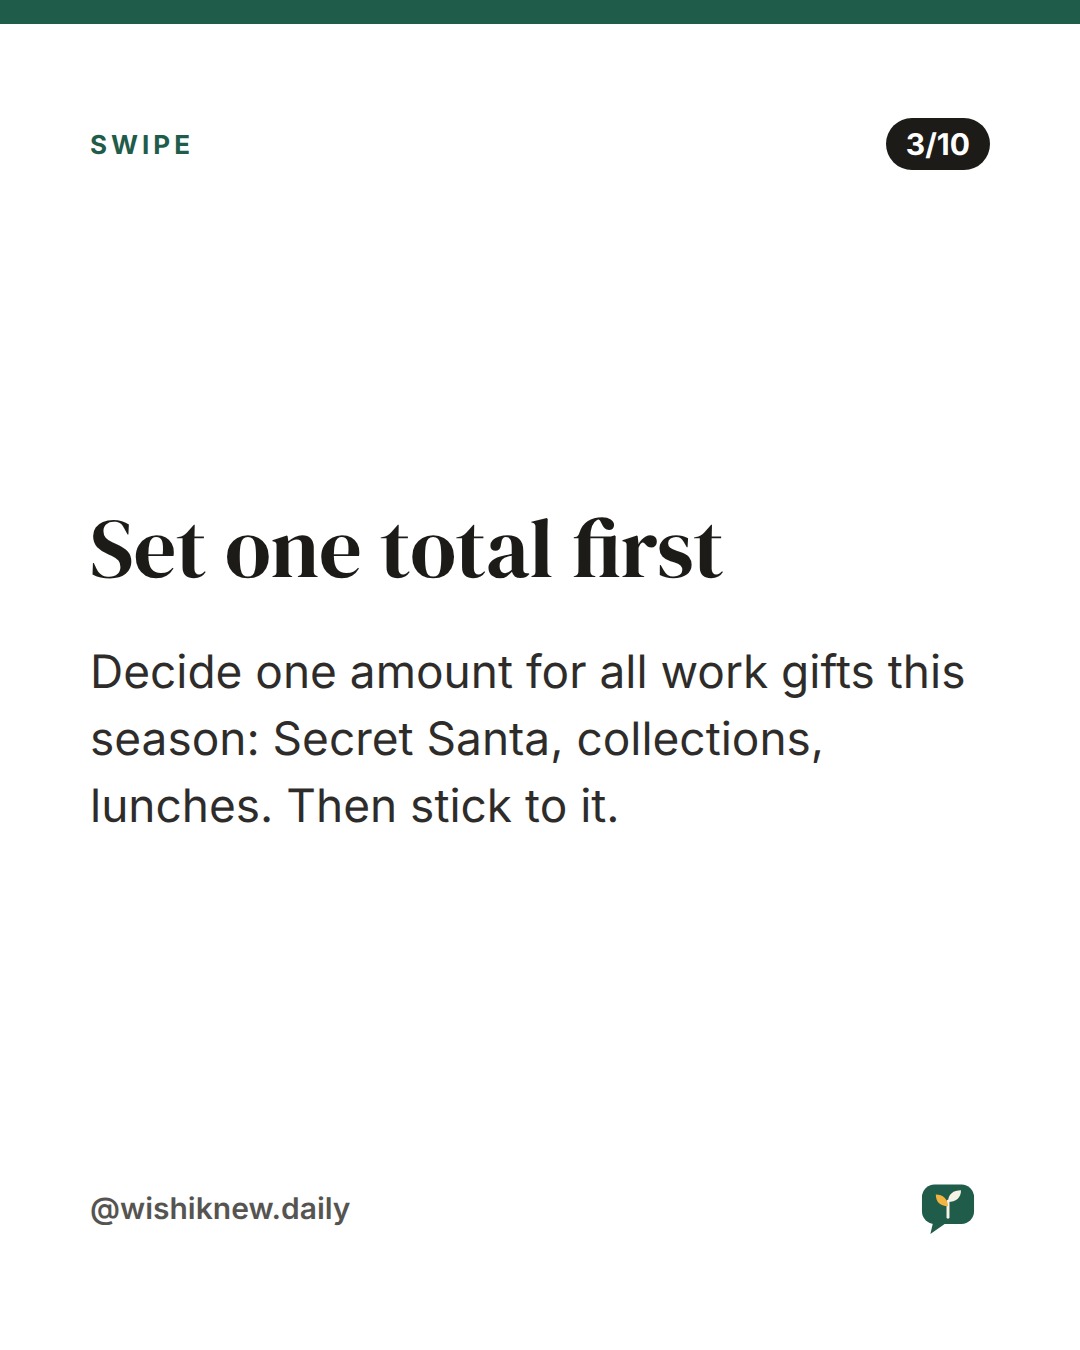 SWIPE
3/10
Set one total first
Decide one amount for all work gifts this
season: Secret Santa, collections,
lunches. Then stick to it.
@wishiknew.daily